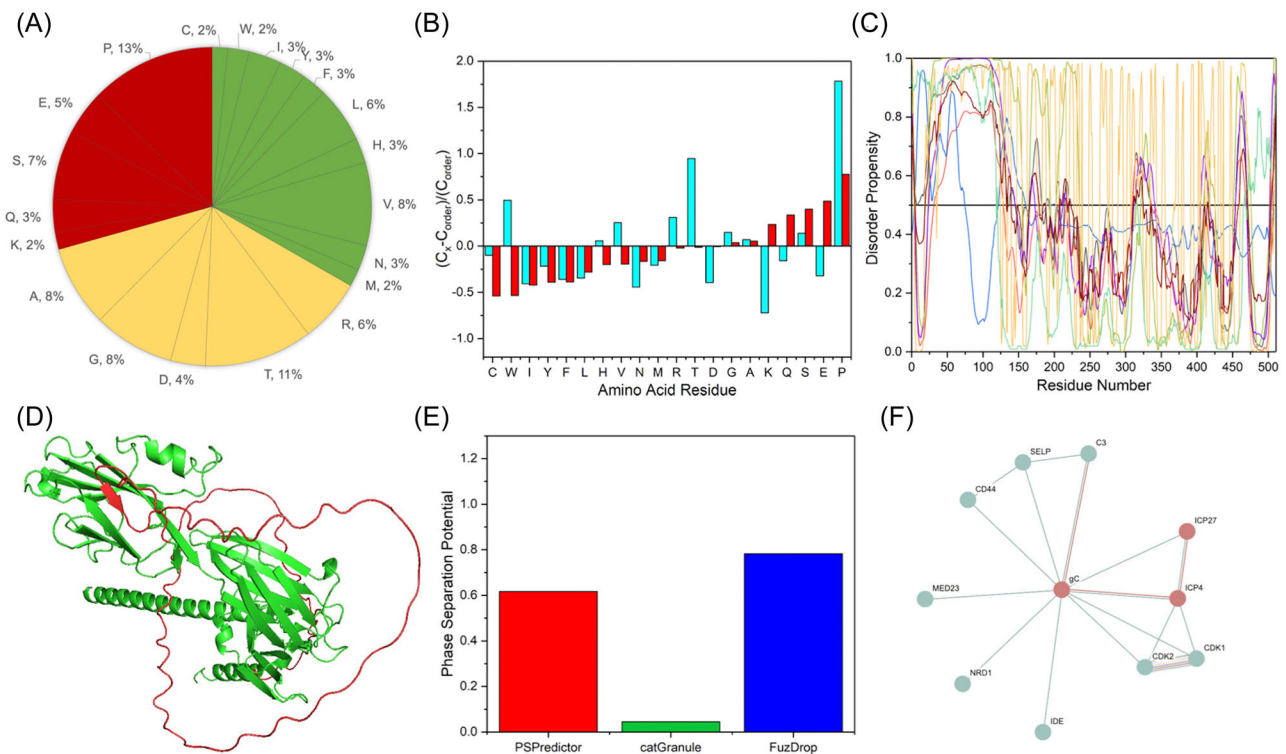 (A)
C, 2%
W, 2%
I, 3%
Y, 3%
F, 3%
L, 6%
H, 3%
V, 8%
N, 3%
M, 2%
R, 6%
T, 11%
D, 4%
G, 8%
A, 8%
K, 2%
Q, 3%
S, 7%
E, 5%
P, 13%
(B)
(Cx-Corder)/(Corder)
2.0
1.5
1.0
0.5
0.0
-0.5
-1.0
C W I Y F L H V N M R T D G A K Q S E P
Amino Acid Residue
(C)
Disorder Propensity
1.0
0.8
0.6
0.4
0.2
0.0
0 50 100 150 200 250 300 350 400 450 500
Residue Number
(D)
(E)
Phase Separation Potential
1.2
1.0
0.8
0.6
0.4
0.2
0.0
PSPredictor catGranule FuzDrop
(F)
C3
SELP
CD44
ICP27
gC
ICP4
MED23
CDK1
CDK2
NRD1
IDE